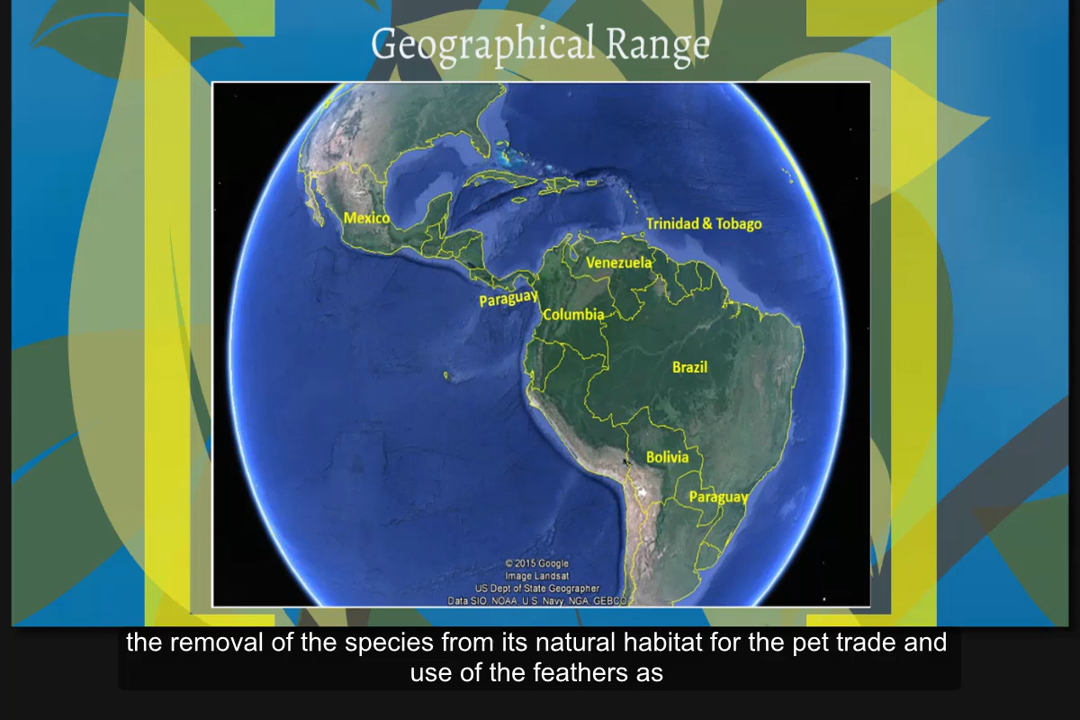 Geographical Range
Mexico
Trinidad & Tobago
Venezuela
Paraguay
Columbia
Brazil
Bolivia
Paraguay
© 2015 Google
Image Landsat
US Dept of State Geographer
Data SIO, NOAA, U.S. Navy, NGA, GEBCO
the removal of the species from its natural habitat for the pet trade and
use of the feathers as